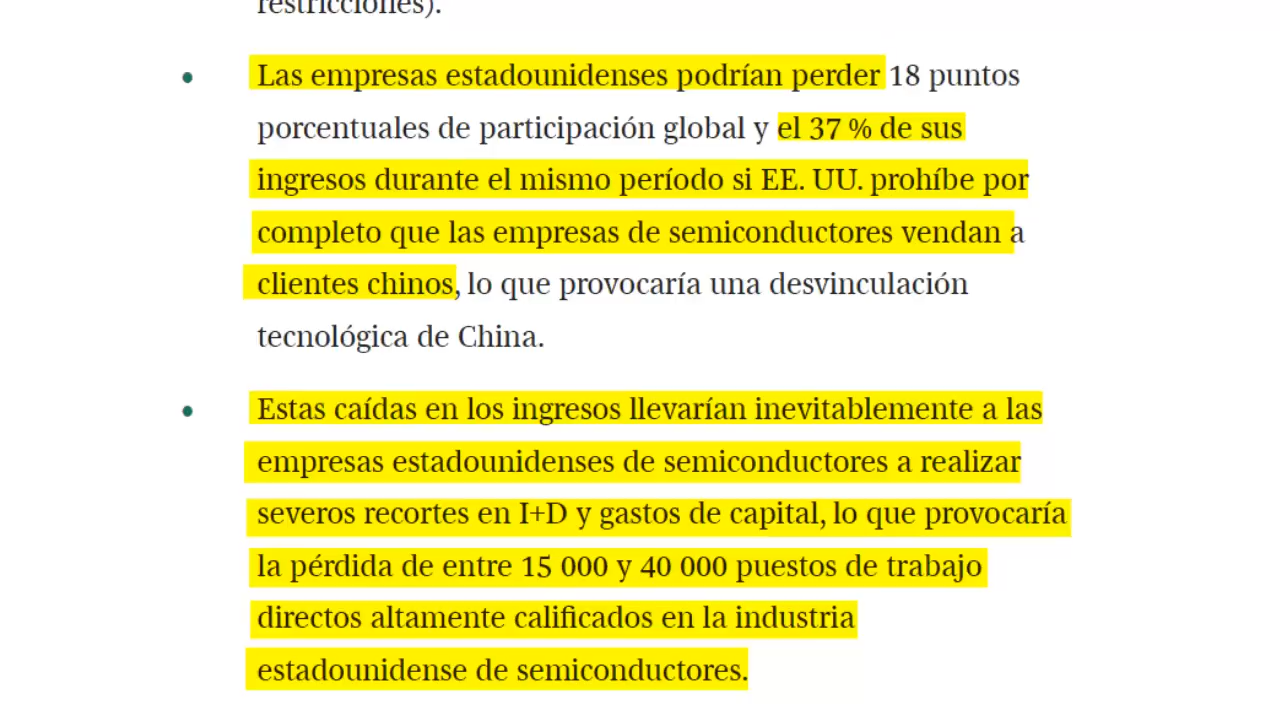 restricciones).
Las empresas estadounidenses podrían perder 18 puntos
porcentuales de participación global y el 37 % de sus
ingresos durante el mismo período si EE. UU. prohíbe por
completo que las empresas de semiconductores vendan a
clientes chinos, lo que provocaría una desvinculación
tecnológica de China.
Estas caídas en los ingresos llevarían inevitablemente a las
empresas estadounidenses de semiconductores a realizar
severos recortes en I+D y gastos de capital, lo que provocaría
la pérdida de entre 15 000 y 40 000 puestos de trabajo
directos altamente calificados en la industria
estadounidense de semiconductores.